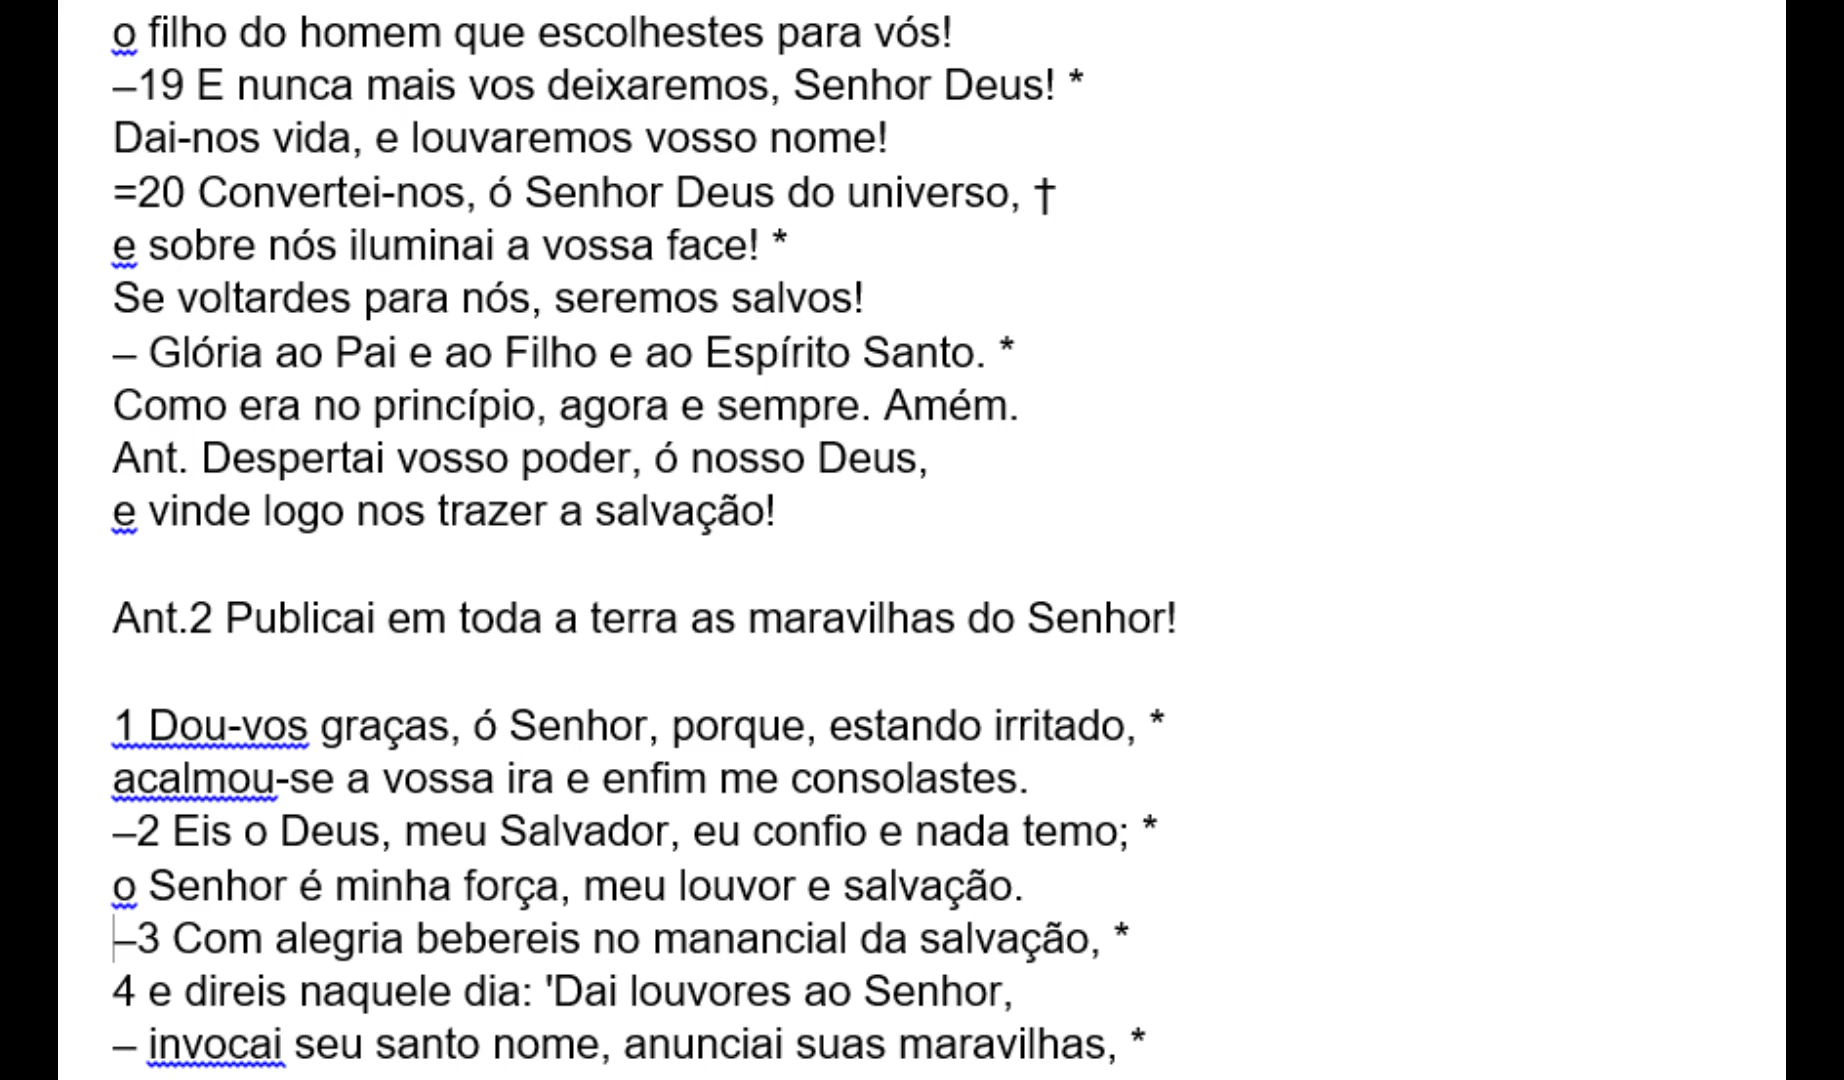 o filho do homem que escolhestes para vós!
–19 E nunca mais vos deixaremos, Senhor Deus! *
Dai-nos vida, e louvaremos vosso nome!
=20 Convertei-nos, ó Senhor Deus do universo, †
e sobre nós iluminai a vossa face! *
Se voltardes para nós, seremos salvos!
– Glória ao Pai e ao Filho e ao Espírito Santo. *
Como era no princípio, agora e sempre. Amém.
Ant. Despertai vosso poder, ó nosso Deus,
e vinde logo nos trazer a salvação!
Ant.2 Publicai em toda a terra as maravilhas do Senhor!
1 Dou-vos graças, ó Senhor, porque, estando irritado, *
acalmou-se a vossa ira e enfim me consolastes.
–2 Eis o Deus, meu Salvador, eu confio e nada temo; *
o Senhor é minha força, meu louvor e salvação.
–3 Com alegria bebereis no manancial da salvação, *
4 e direis naquele dia: 'Dai louvores ao Senhor,
– invocai seu santo nome, anunciai suas maravilhas, *